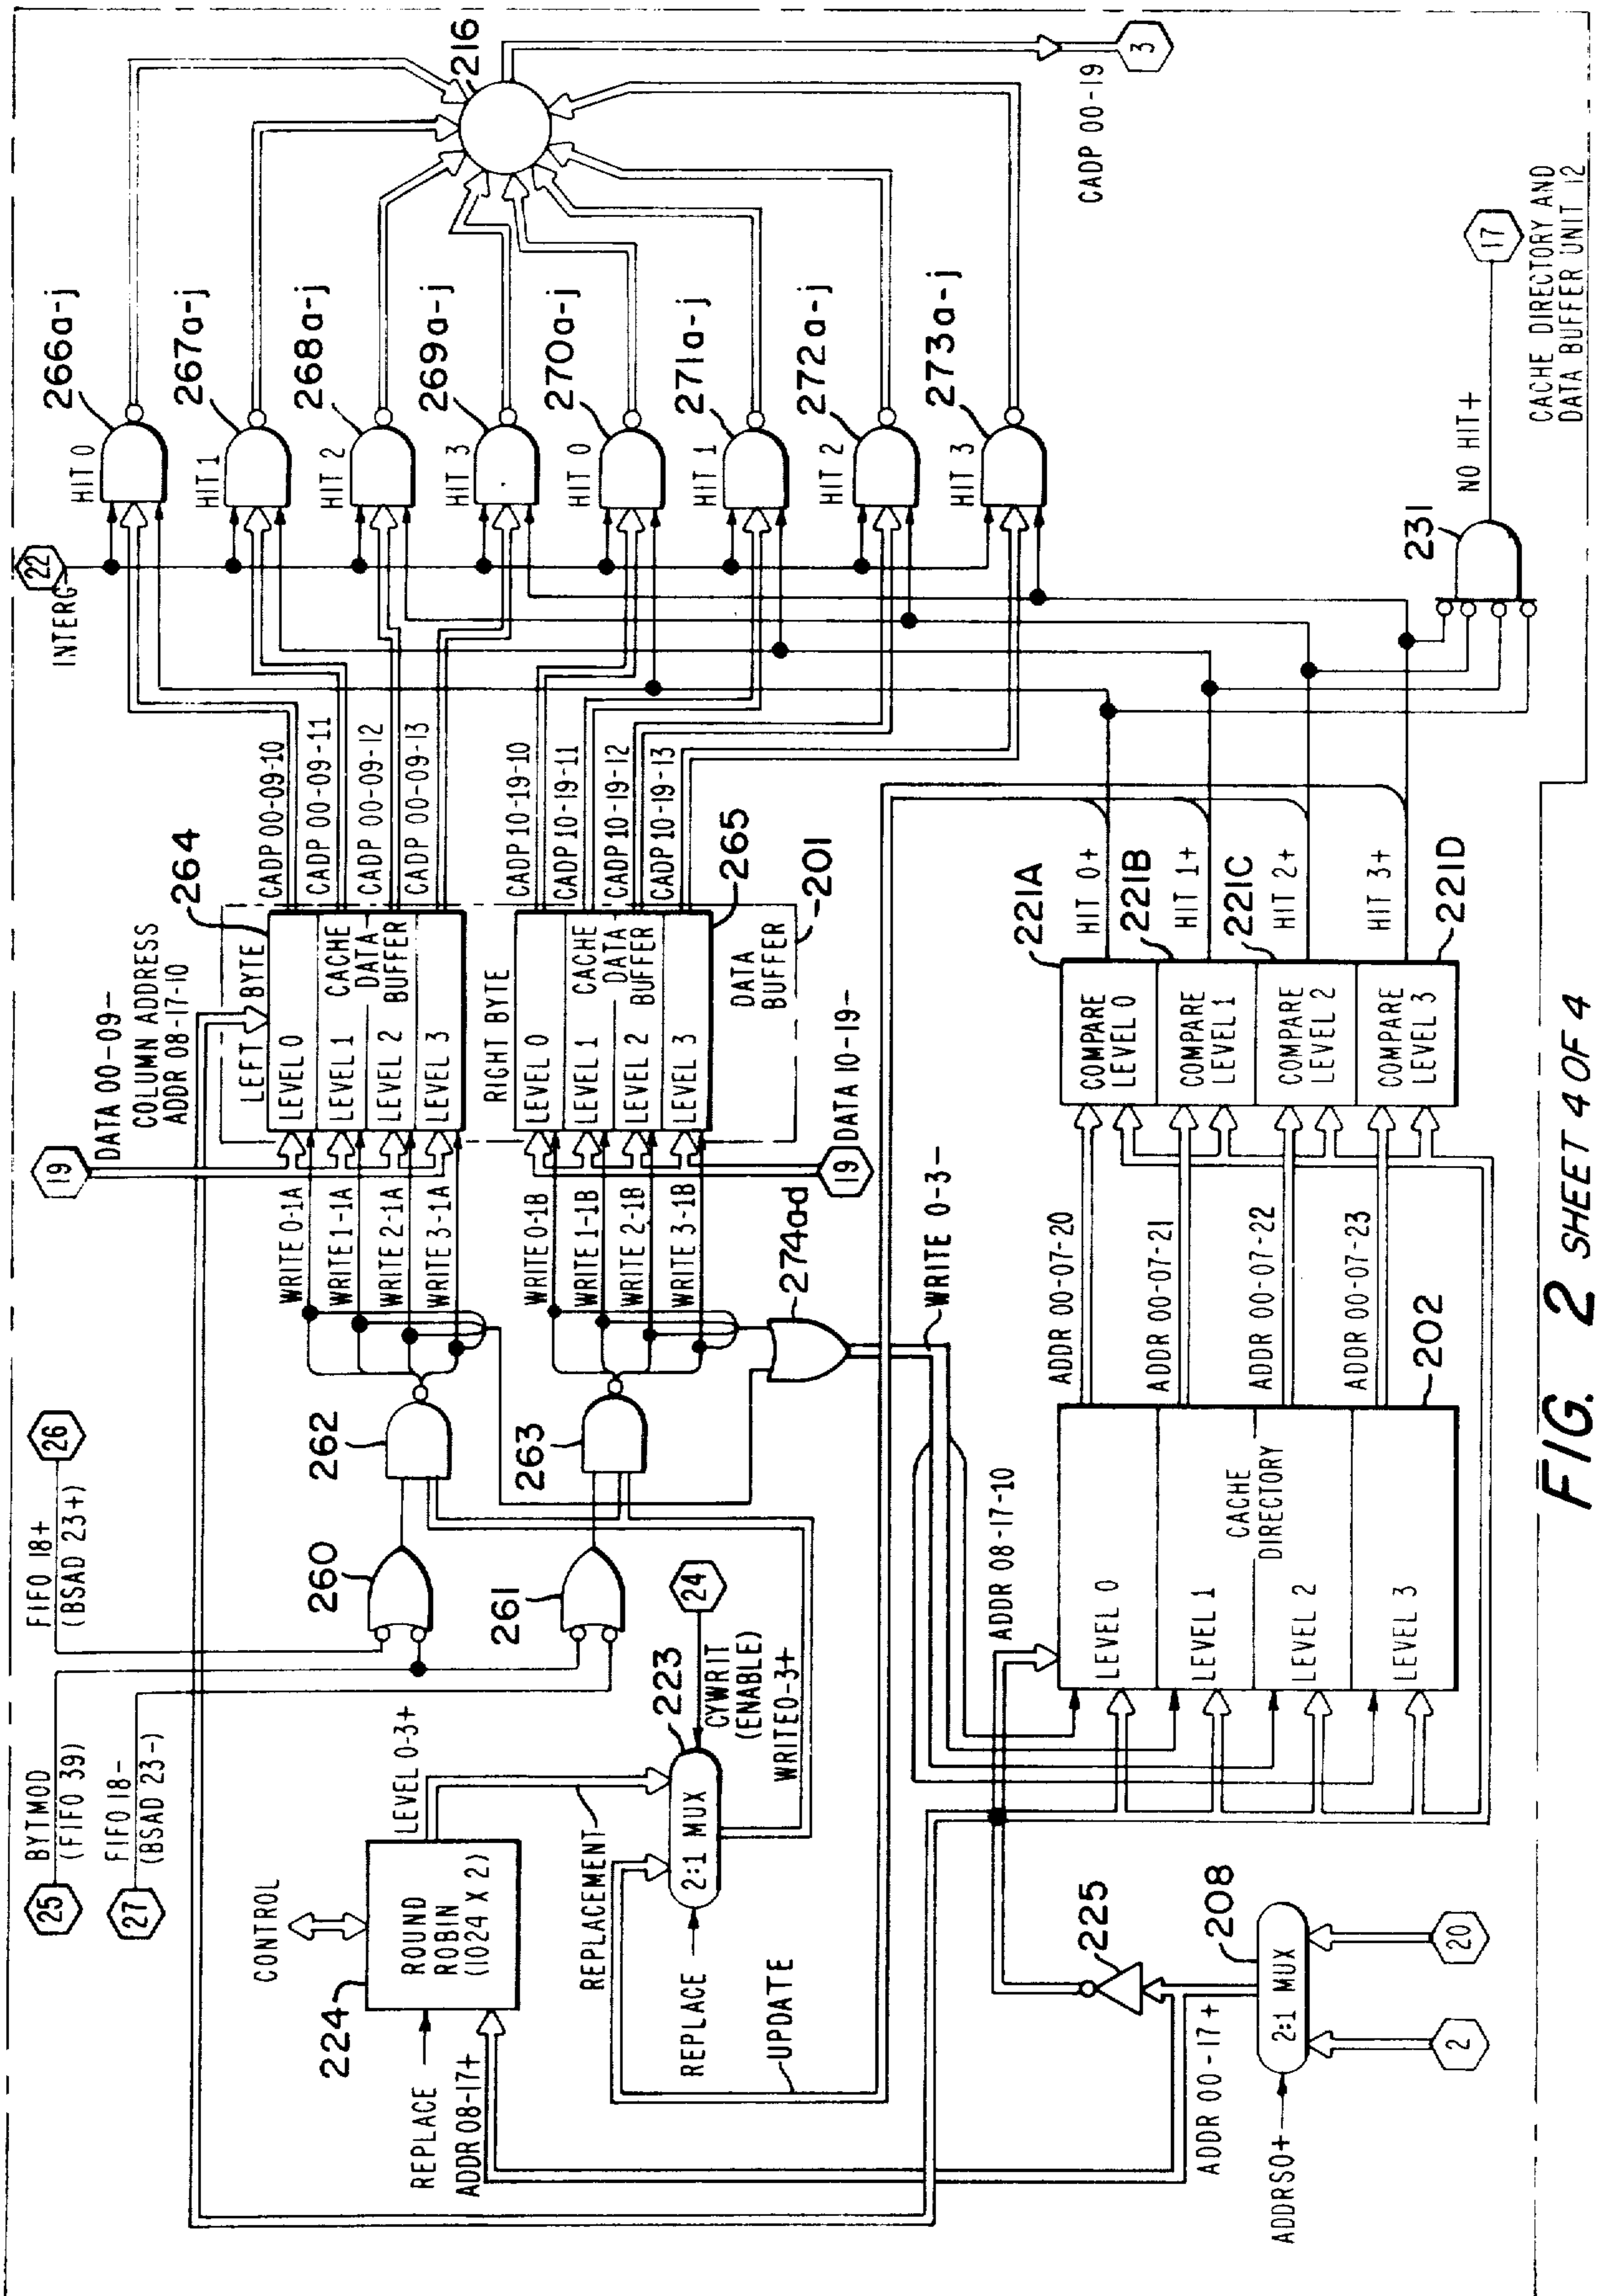 25
BYTMOD
(FIFO 39)
27
FIFO 18-
(BSAD 23-)
FIFO 18+
(BSAD 23+)
26
19
DATA 00-09-
COLUMN ADDRESS
ADDR 08-17-10
INTERG
22
CONTROL
224
ROUND
ROBIN
(1024 X 2)
LEVEL 0-3+
REPLACE
ADDR 08-17+
REPLACEMENT
REPLACE
2:1 MUX
223
CYWRIT
(ENABLE)
24
WRITE0-3+
UPDATE
260
261
262
263
WRITE 0-1A
WRITE 1-1A
WRITE 2-1A
WRITE 3-1A
WRITE 0-1B
WRITE 1-1B
WRITE 2-1B
WRITE 3-1B
274a-d
WRITE 0-3-
LEFT BYTE
264
LEVEL 0
LEVEL 1
LEVEL 2
LEVEL 3
CACHE
DATA
BUFFER
RIGHT BYTE
LEVEL 0
LEVEL 1
LEVEL 2
LEVEL 3
CACHE
DATA
BUFFER
265
DATA
BUFFER
201
19
DATA 10-19-
CADP 00-09-10
CADP 00-09-11
CADP 00-09-12
CADP 00-09-13
CADP 10-19-10
CADP 10-19-11
CADP 10-19-12
CADP 10-19-13
HIT 0
266a-j
HIT 1
267a-j
HIT 2
268a-j
HIT 3
269a-j
HIT 0
270a-j
HIT 1
271a-j
HIT 2
272a-j
HIT 3
273a-j
216
CADP 00-19
3
ADDRS0+
2:1 MUX
208
2
20
225
ADDR 00-17+
ADDR 08-17-10
LEVEL 0
LEVEL 1
LEVEL 2
LEVEL 3
CACHE
DIRECTORY
202
ADDR 00-07-20
ADDR 00-07-21
ADDR 00-07-22
ADDR 00-07-23
COMPARE
LEVEL 0
COMPARE
LEVEL 1
COMPARE
LEVEL 2
COMPARE
LEVEL 3
221A
HIT 0+
221B
HIT 1+
221C
HIT 2+
HIT 3+
221D
231
NO HIT+
17
CACHE DIRECTORY AND
DATA BUFFER UNIT 12
FIG. 2 SHEET 4 OF 4